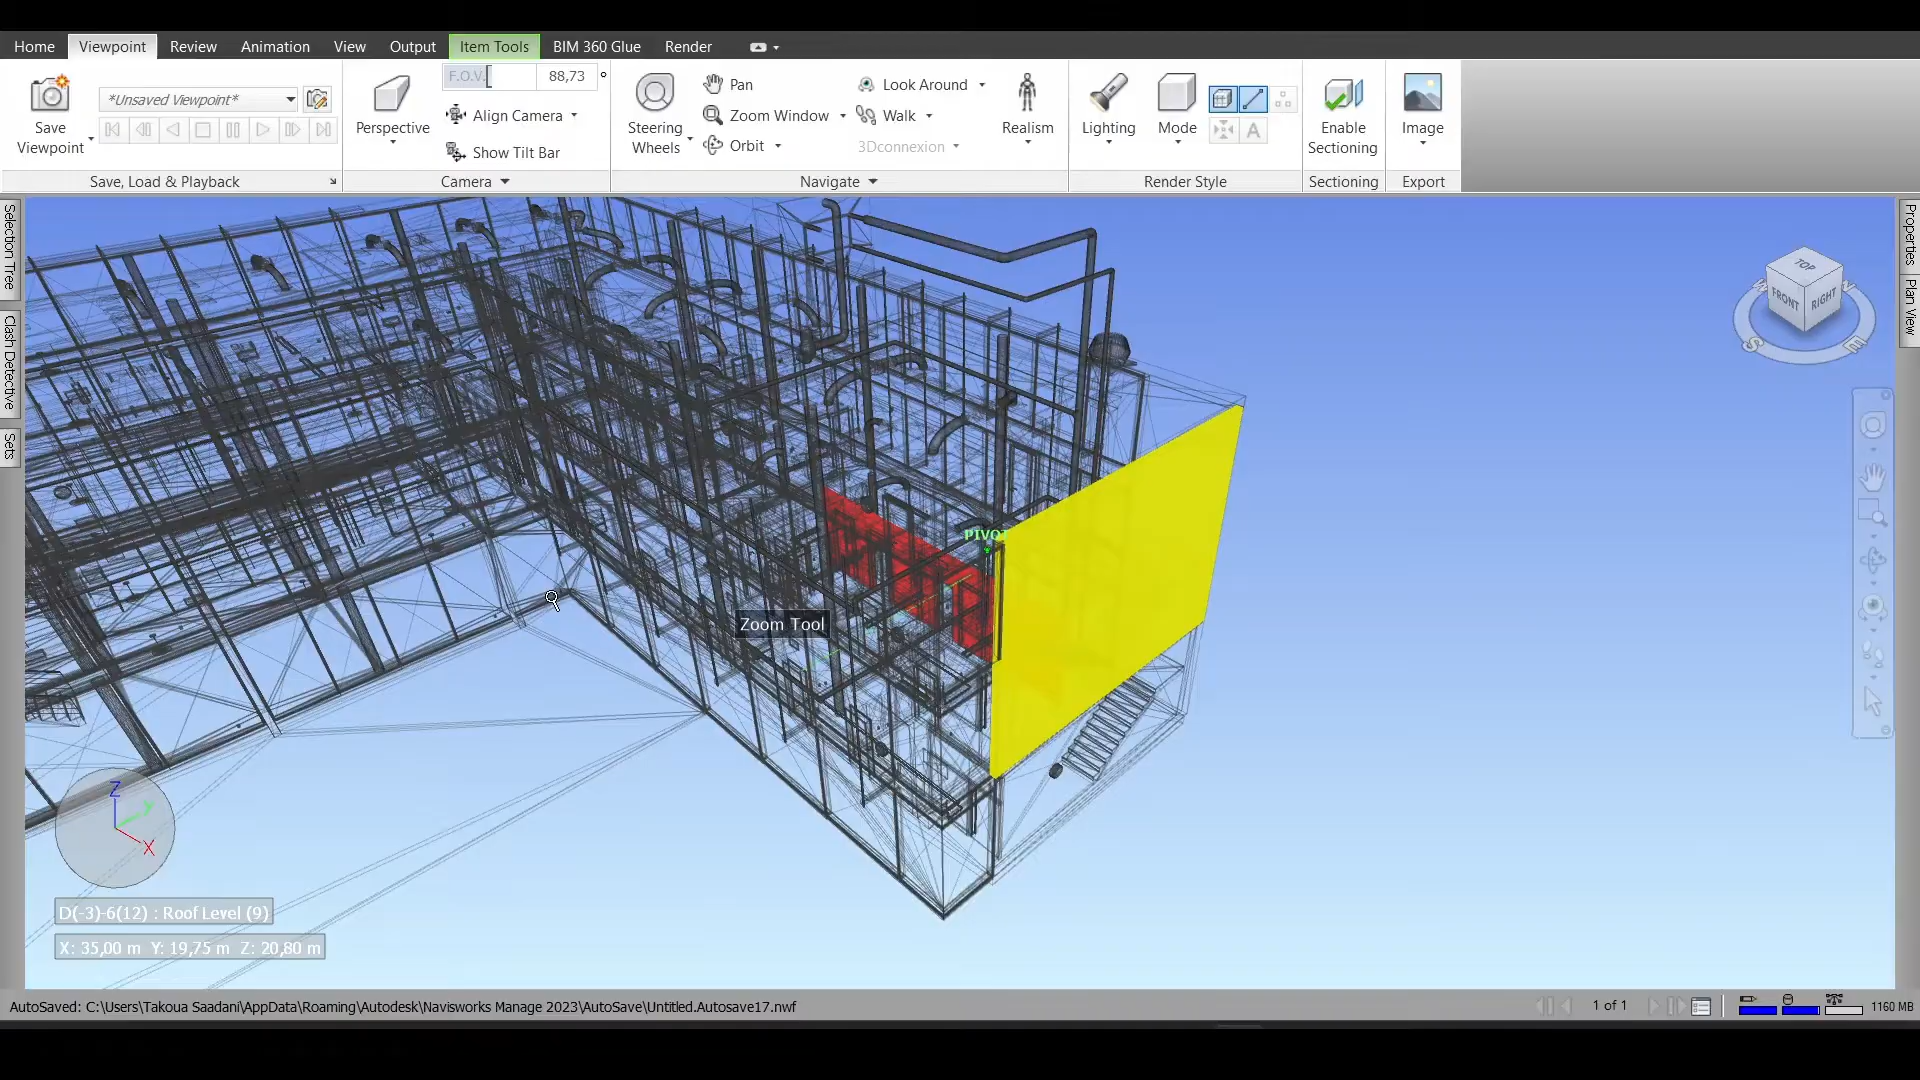 Home Viewpoint Review Animation View Output Item Tools BIM 360 Glue Render
Save Viewpoint
*Unsaved Viewpoint*
Save, Load & Playback
Perspective
F.O.V. 88,73 °
Align Camera
Show Tilt Bar
Camera
Steering Wheels
Pan
Zoom Window
Orbit
Look Around
Walk
3Dconnexion
Realism
Navigate
Lighting
Mode
A
Render Style
Enable Sectioning
Sectioning
Image
Export
Selection Tree
Clash Detective
Sets
Properties
Plan View
TOP
FRONT
RIGHT
S
E
PIVO
Zoom Tool
Z
Y
X
D(-3)-6(12) : Roof Level (9)
X: 35,00 m Y: 19,75 m Z: 20,80 m
AutoSaved: C:\Users\Takoua Saadani\AppData\Roaming\Autodesk\Navisworks Manage 2023\AutoSave\Untitled.Autosave17.nwf
1 of 1
1160 MB